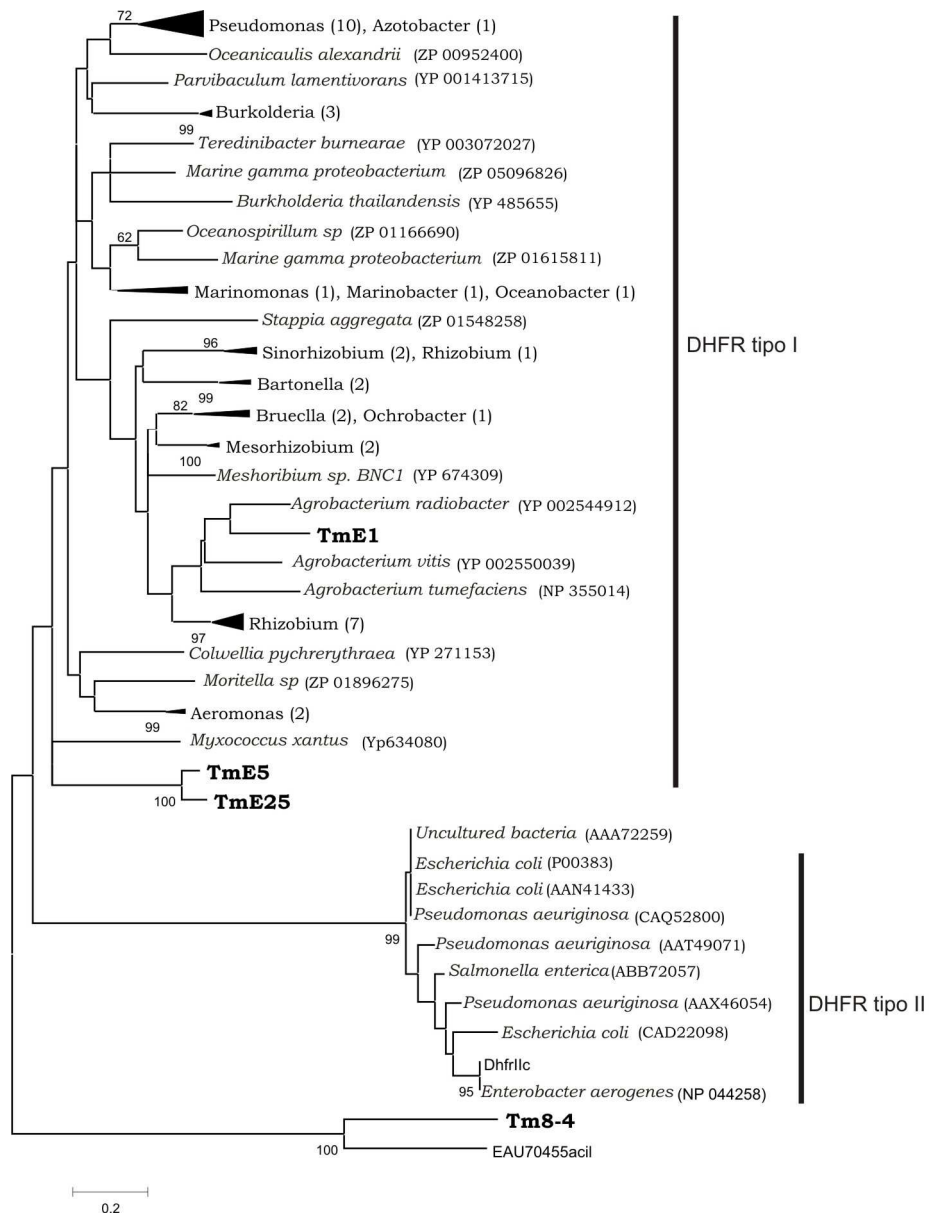 72
Pseudomonas (10), Azotobacter (1)
Oceanicaulis alexandrii (ZP 00952400)
Parvibaculum lamentivorans (YP 001413715)
Burkolderia (3)
99
Teredinibacter burnearae (YP 003072027)
Marine gamma proteobacterium (ZP 05096826)
Burkholderia thailandensis (YP 485655)
62
Oceanospirillum sp (ZP 01166690)
Marine gamma proteobacterium (ZP 01615811)
Marinomonas (1), Marinobacter (1), Oceanobacter (1)
Stappia aggregata (ZP 01548258)
DHFR tipo I
96
Sinorhizobium (2), Rhizobium (1)
Bartonella (2)
82 99
Brueclla (2), Ochrobacter (1)
Mesorhizobium (2)
100
Meshoribium sp. BNC1 (YP 674309)
Agrobacterium radiobacter (YP 002544912)
TmE1
Agrobacterium vitis (YP 002550039)
Agrobacterium tumefaciens (NP 355014)
Rhizobium (7)
97
Colwellia pychrerythraea (YP 271153)
Moritella sp (ZP 01896275)
Aeromonas (2)
99
Myxococcus xantus (Yp634080)
TmE5
100
TmE25
Uncultured bacteria (AAA72259)
Escherichia coli (P00383)
Escherichia coli (AAN41433)
Pseudomonas aeuriginosa (CAQ52800)
99
Pseudomonas aeuriginosa (AAT49071)
Salmonella enterica (ABB72057)
Pseudomonas aeuriginosa (AAX46054)
DHFR tipo II
Escherichia coli (CAD22098)
DhfrIIc
95
Enterobacter aerogenes (NP 044258)
Tm8-4
100
EAU70455acil
0.2